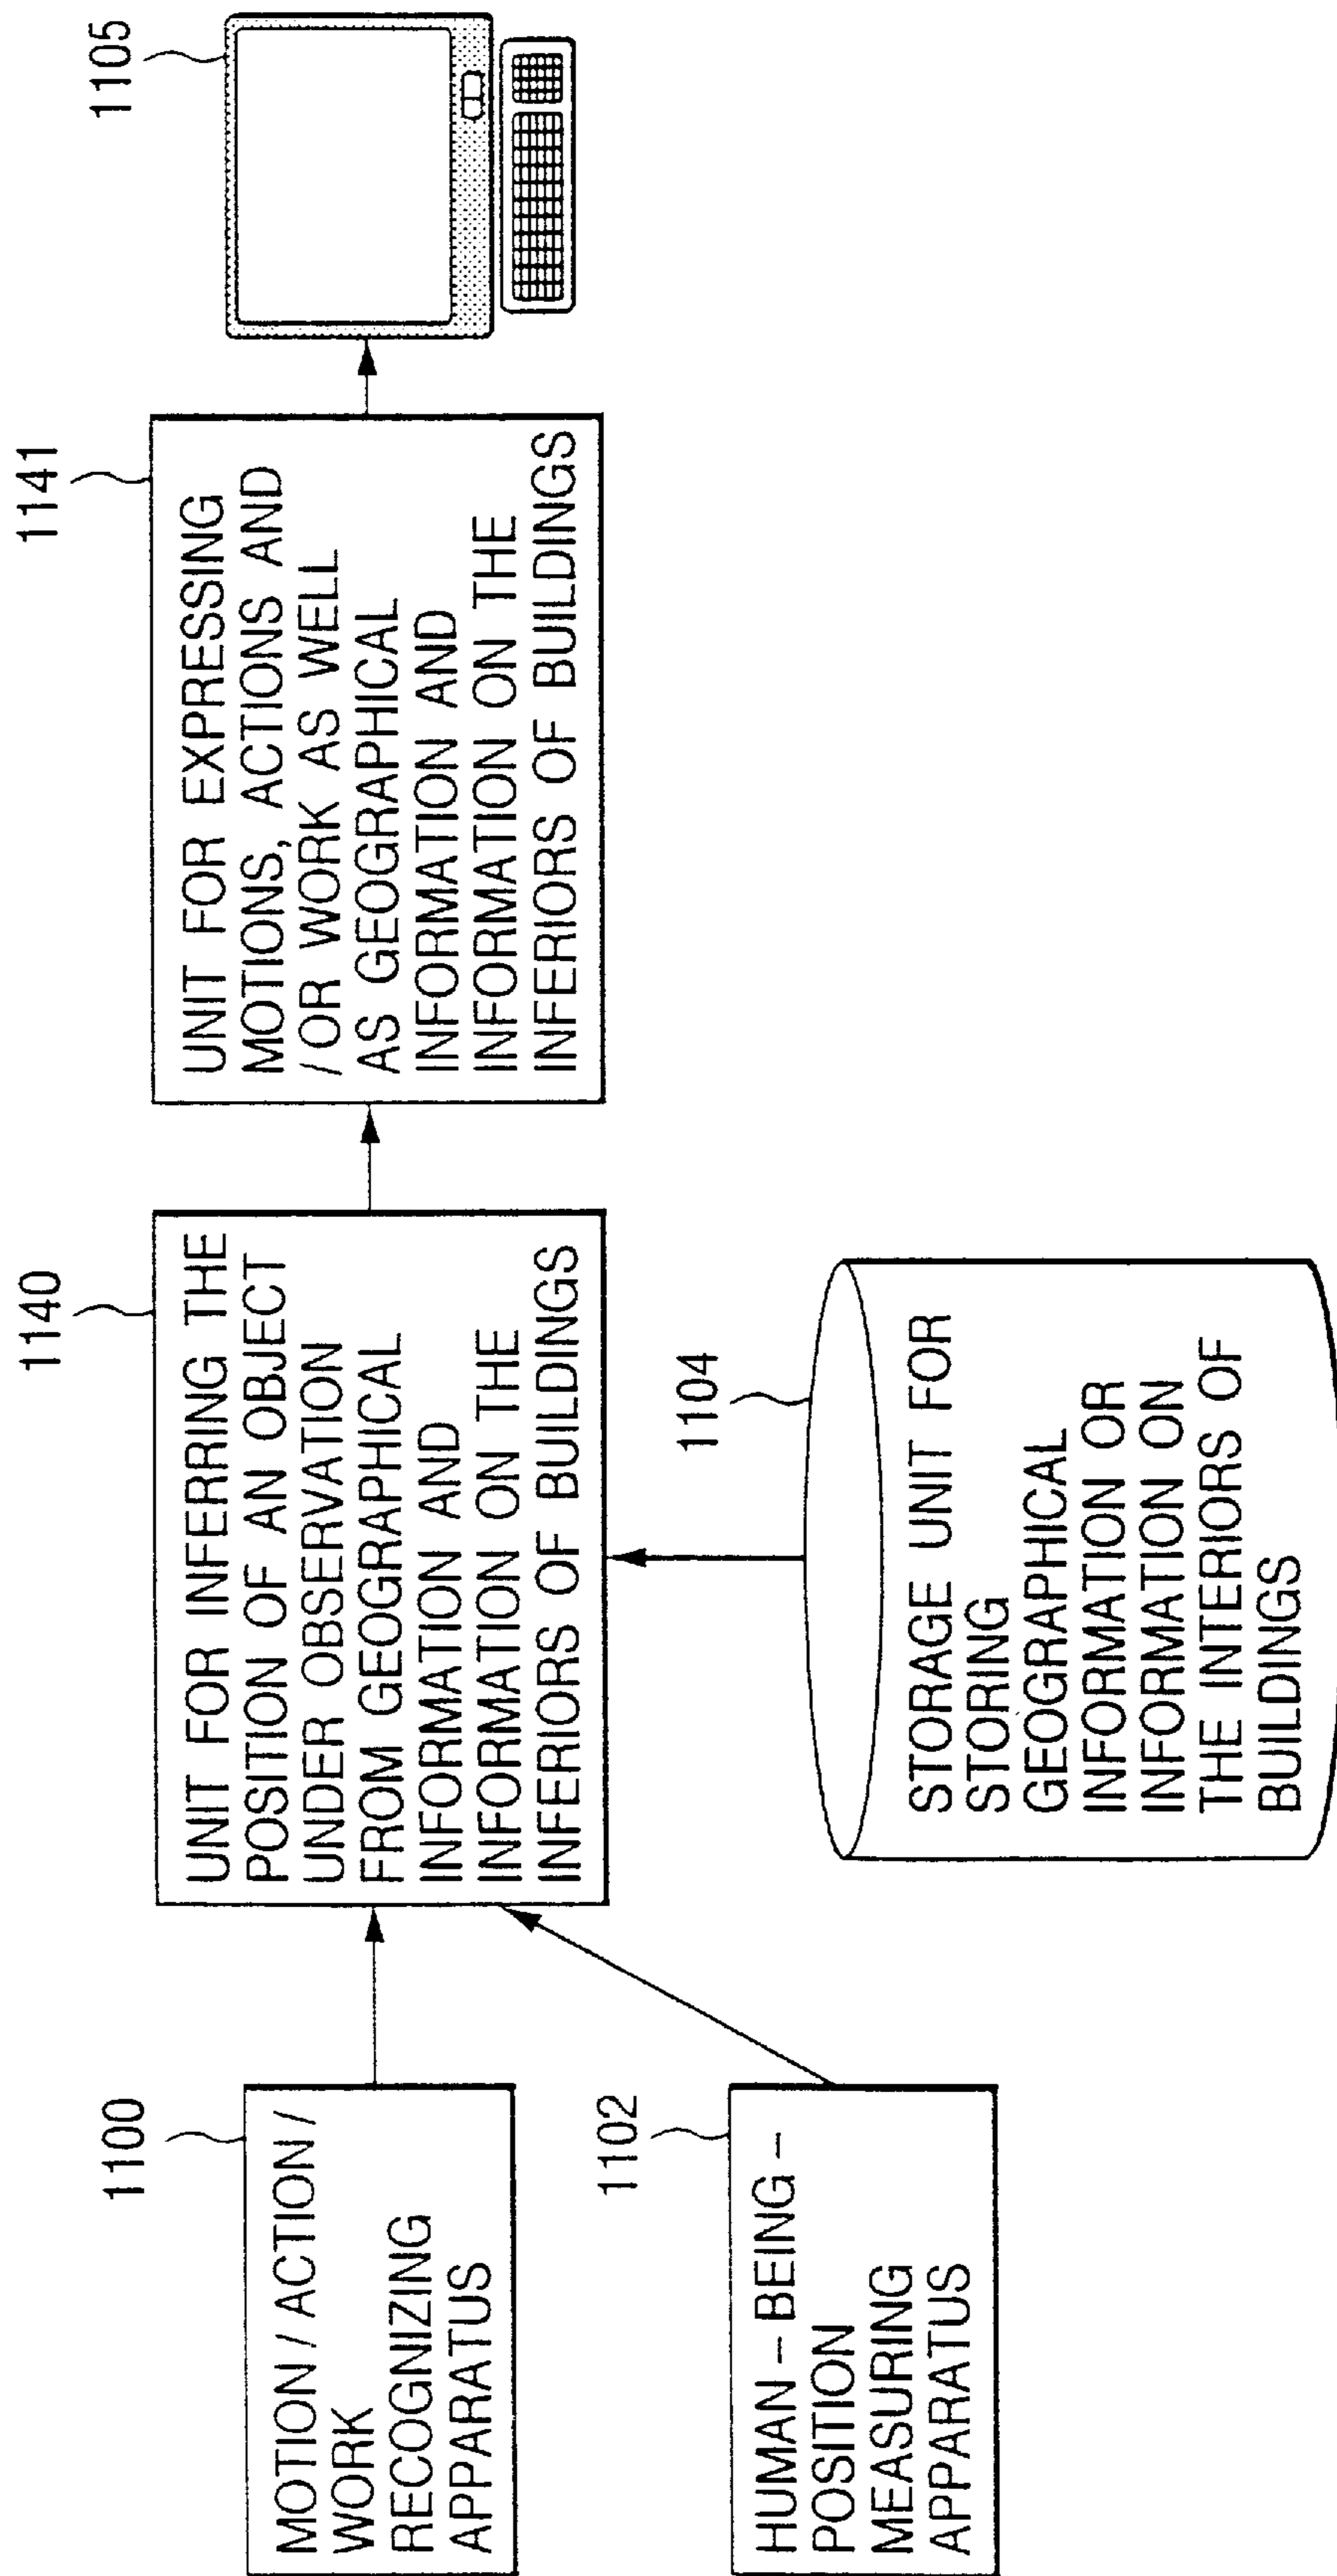 1100
MOTION / ACTION /
WORK
RECOGNIZING
APPARATUS
1102
HUMAN – BEING –
POSITION
MEASURING
APPARATUS
1140
UNIT FOR INFERRING THE
POSITION OF AN OBJECT
UNDER OBSERVATION
FROM GEOGRAPHICAL
INFORMATION AND
INFORMATION ON THE
INFERIORS OF BUILDINGS
1104
STORAGE UNIT FOR
STORING
GEOGRAPHICAL
INFORMATION OR
INFORMATION ON
THE INTERIORS OF
BUILDINGS
1141
UNIT FOR EXPRESSING
MOTIONS, ACTIONS AND
/ OR WORK AS WELL
AS GEOGRAPHICAL
INFORMATION AND
INFORMATION ON THE
INFERIORS OF BUILDINGS
1105